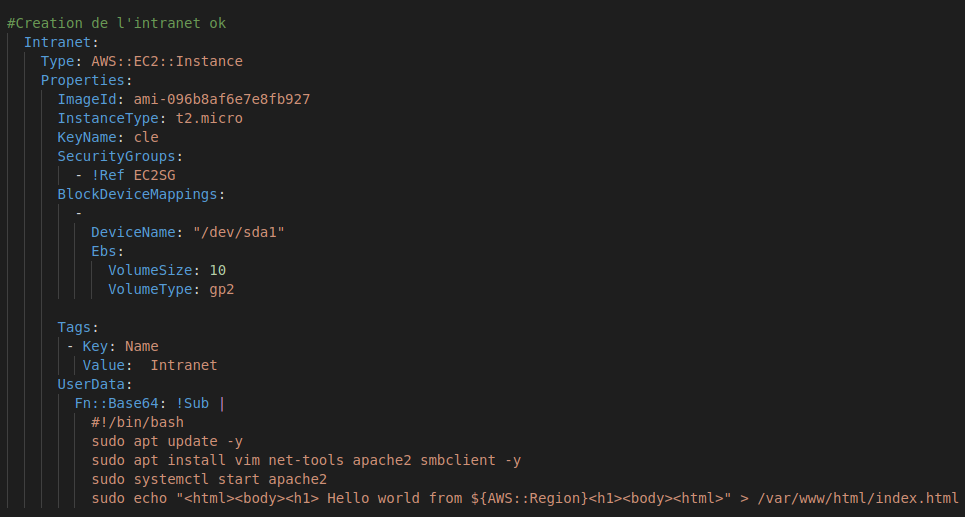 #Creation de l'intranet ok
Intranet:
Type: AWS::EC2::Instance
Properties:
ImageId: ami-096b8af6e7e8fb927
InstanceType: t2.micro
KeyName: cle
SecurityGroups:
- !Ref EC2SG
BlockDeviceMappings:
-
DeviceName: "/dev/sda1"
Ebs:
VolumeSize: 10
VolumeType: gp2
Tags:
- Key: Name
Value:  Intranet
UserData:
Fn::Base64: !Sub |
#!/bin/bash
sudo apt update -y
sudo apt install vim net-tools apache2 smbclient -y
sudo systemctl start apache2
sudo echo "<html><body><h1> Hello world from ${AWS::Region}<h1><body><html>" > /var/www/html/index.html